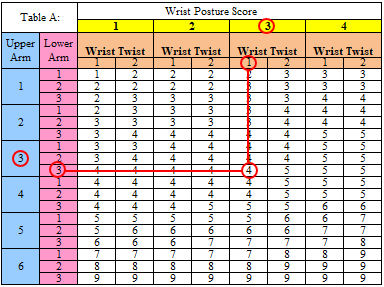 Table A: Wrist Posture Score
1 2 3 4
Upper Arm Lower Arm Wrist Twist Wrist Twist Wrist Twist Wrist Twist
1 2 1 2 1 2 1 2
1 1 1 2 2 2 2 3 3 3
2 2 2 2 2 3 3 3 3
3 2 3 3 3 3 3 4 4
2 1 2 3 3 3 3 4 4 4
2 3 3 3 3 3 4 4 4
3 3 4 4 4 4 4 5 5
3 1 3 3 4 4 4 4 5 5
2 3 4 4 4 4 4 5 5
3 4 4 4 4 4 5 5 5
4 1 4 4 4 4 4 5 5 5
2 4 4 4 4 4 5 5 5
3 4 4 4 5 5 5 6 6
5 1 5 5 5 5 5 6 6 7
2 5 6 6 6 6 7 7 7
3 6 6 6 7 7 7 7 8
6 1 7 7 7 7 7 8 8 9
2 8 8 8 8 8 9 9 9
3 9 9 9 9 9 9 9 9